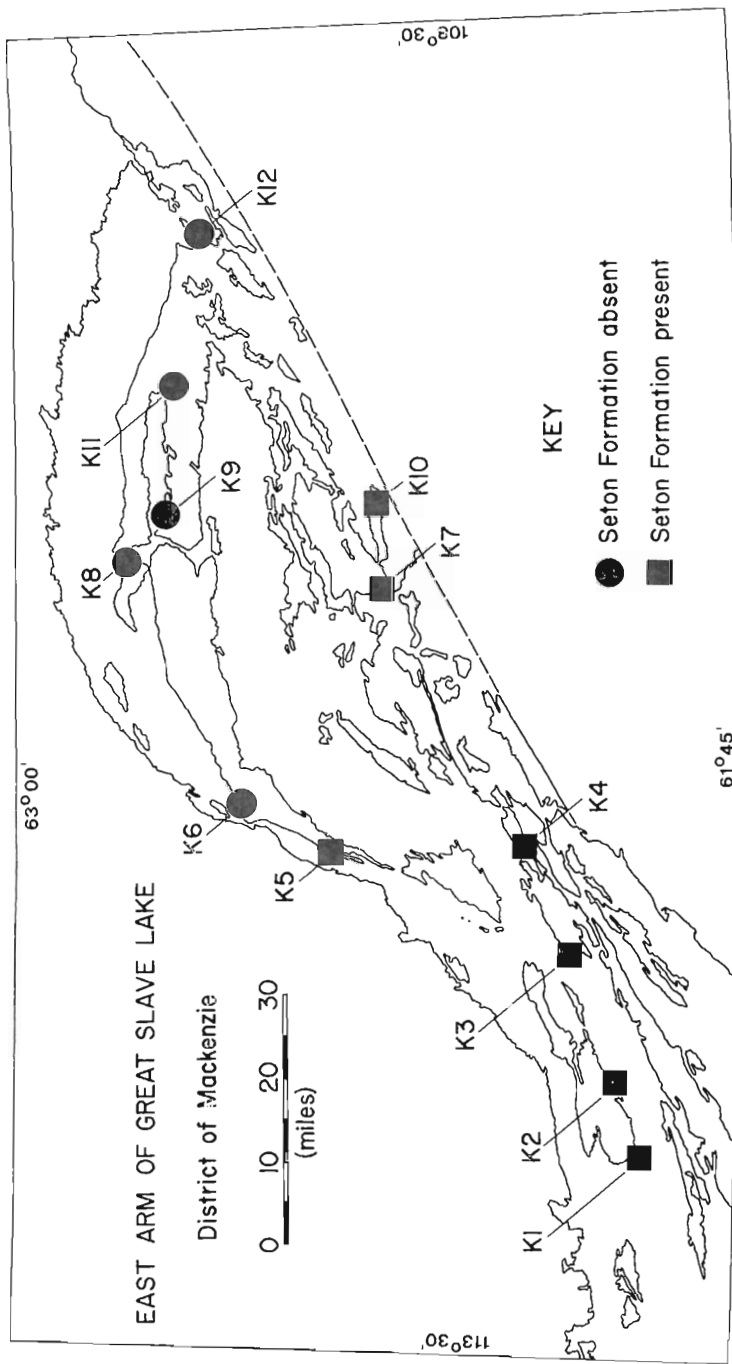 EAST ARM OF GREAT SLAVE LAKE
District of Mackenzie
0 10 20 30
(miles)
63°00'
113°30'
108°30'
61°45'
K1
K2
K3
K4
K5
K6
K7
K8
K9
K10
K11
K12
KEY
Seton Formation absent
Seton Formation present